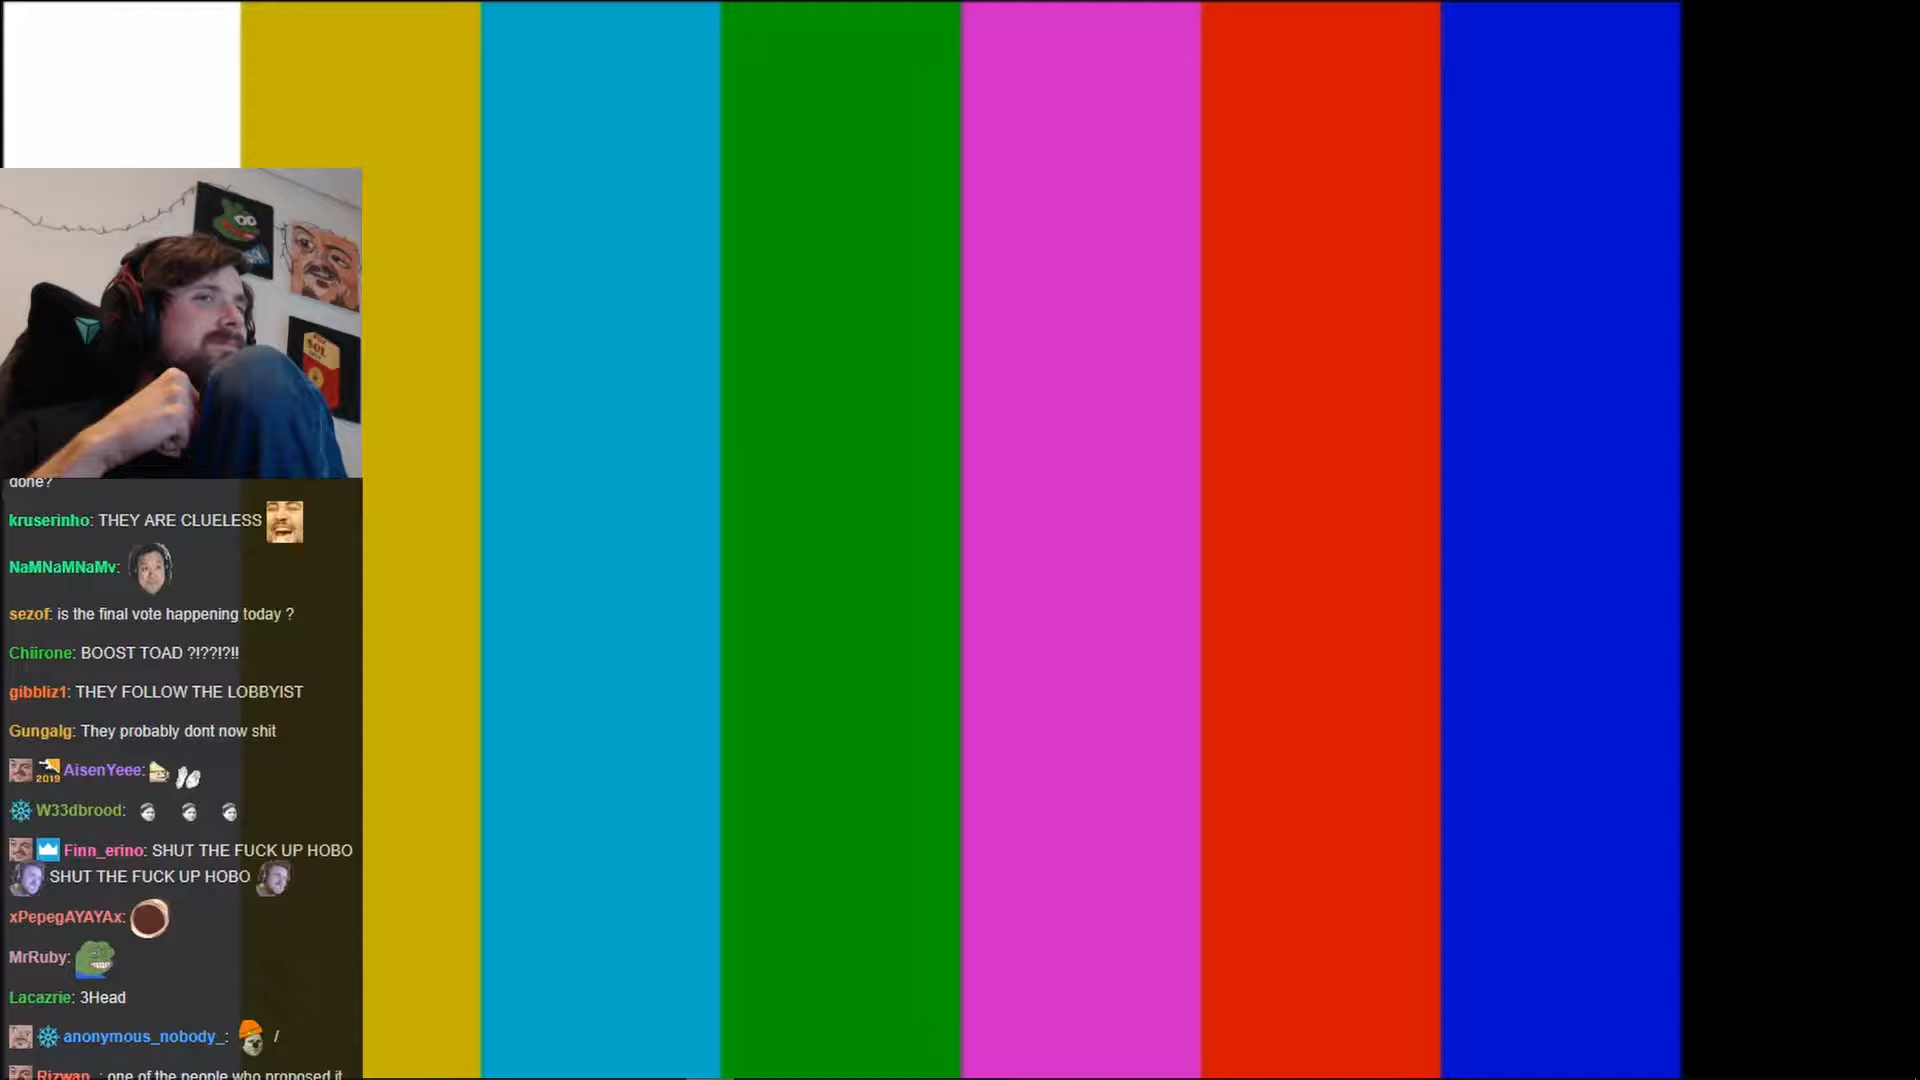 SOL
done?
kruserinho: THEY ARE CLUELESS
NaMNaMNaMv:
sezof: is the final vote happening today ?
Chiirone: BOOST TOAD ?!??!?!!
gibbliz1: THEY FOLLOW THE LOBBYIST
Gungalg: They probably dont now shit
2019 AisenYeee:
W33dbrood:
Finn_erino: SHUT THE FUCK UP HOBO
SHUT THE FUCK UP HOBO
xPepegAYAYAx:
MrRuby:
Lacazrie: 3Head
anonymous_nobody_: /
Rizwan_: one of the people who proposed it